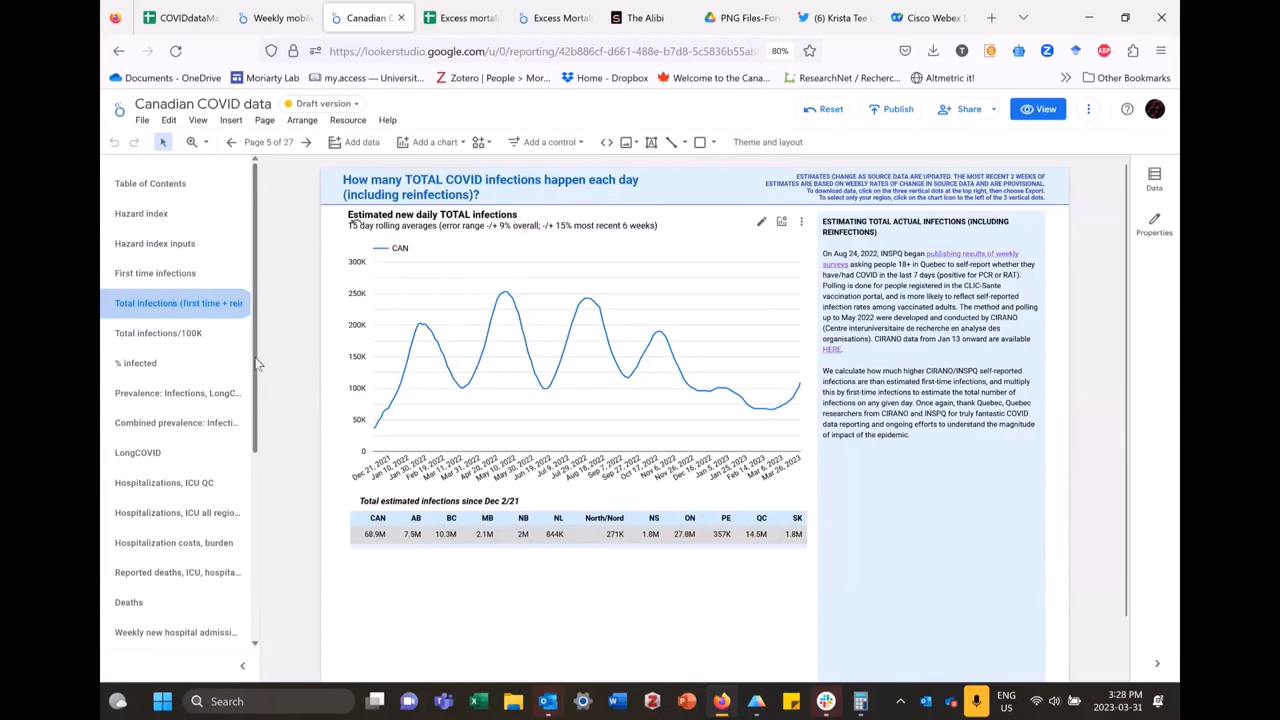 COVIDdataMa
Weekly mobile
Canadian C
Excess mortal
Excess Mortal
The Alibi
PNG Files-For
(6) Krista Tee
Cisco Webex
https://lookerstudio.google.com/u/0/reporting/42b886cf-d661-488e-b7d8-5c5836b55ab
80%
Documents - OneDrive
Moriarty Lab
my.access — Universit...
Zotero | People > Mor...
Home - Dropbox
Welcome to the Cana...
ResearchNet / Recherc...
Altmetric it!
Other Bookmarks
Canadian COVID data
Draft version
Reset
Publish
Share
View
File Edit View Insert Page Arrange Resource Help
Page 5 of 27
Add data
Add a chart
Add a control
Theme and layout
Table of Contents
Hazard index
Hazard index inputs
First time infections
Total infections (first time + rein
Total infections/100K
% infected
Prevalence: Infections, LongC...
Combined prevalence: Infecti...
LongCOVID
Hospitalizations, ICU QC
Hospitalizations, ICU all regio...
Hospitalization costs, burden
Reported deaths, ICU, hospita...
Deaths
Weekly new hospital admissi...
How many TOTAL COVID infections happen each day
(including reinfections)?
ESTIMATES CHANGE AS SOURCE DATA ARE UPDATED. THE MOST RECENT 2 WEEKS OF
ESTIMATES ARE BASED ON WEEKLY RATES OF CHANGE IN SOURCE DATA AND ARE PROVISIONAL.
To download data, click on the three vertical dots at the top right, then choose Export.
To select only your region, click on the chart icon to the left of the 3 vertical dots.
Estimated new daily TOTAL infections
15 day rolling averages (error range -/+ 9% overall; -/+ 15% most recent 6 weeks)
CAN
300K
250K
200K
150K
100K
50K
0
Dec 21, 2021
Jan 10, 2022
Jan 30, 2022
Feb 19, 2022
Mar 11, 2022
Mar 31, 2022
Apr 20, 2022
May 10, 2022
May 30, 2022
Jun 19, 2022
Jul 9, 2022
Jul 29, 2022
Aug 18, 2022
Sep 7, 2022
Sep 27, 2022
Oct 17, 2022
Nov 6, 2022
Nov 26, 2022
Dec 16, 2022
Jan 5, 2023
Jan 25, 2023
Feb 14, 2023
Mar 6, 2023
Mar 26, 2023
Total estimated infections since Dec 2/21
CAN AB BC MB NB NL North/Nord NS ON PE QC SK
68.9M 7.5M 10.3M 2.1M 2M 844K 271K 1.8M 27.8M 357K 14.5M 1.8M
ESTIMATING TOTAL ACTUAL INFECTIONS (INCLUDING
REINFECTIONS)
On Aug 24, 2022, INSPQ began publishing results of weekly
surveys asking people 18+ in Quebec to self-report whether they
have/had COVID in the last 7 days (positive for PCR or RAT).
Polling is done for people registered in the CLIC-Sante
vaccination portal, and is more likely to reflect self-reported
infection rates among vaccinated adults. The method and polling
up to May 2022 were developed and conducted by CIRANO
(Centre interuniversitaire de recherche en analyse des
organisations). CIRANO data from Jan 13 onward are available
HERE.
We calculate how much higher CIRANO/INSPQ self-reported
infections are than estimated first-time infections, and multiply
this by first-time infections to estimate the total number of
infections on any given day. Once again, thank Quebec, Quebec
researchers from CIRANO and INSPQ for truly fantastic COVID
data reporting and ongoing efforts to understand the magnitude
of impact of the epidemic.
Data
Properties
Search
ENG
US
3:28 PM
2023-03-31